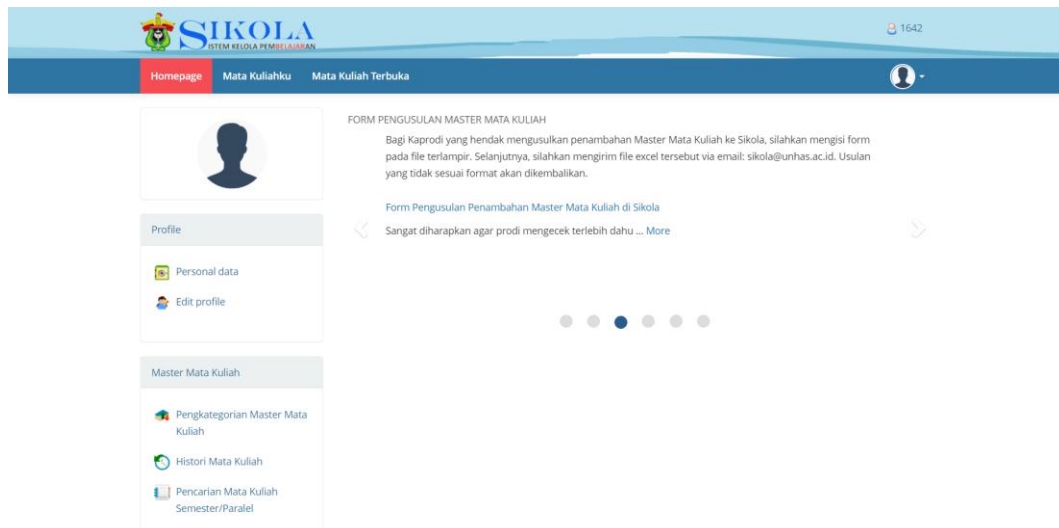 SIKOLA
SISTEM KELOLA PEMBELAJARAN
1642
Homepage
Mata Kuliahku
Mata Kuliah Terbuka
FORM PENGUSULAN MASTER MATA KULIAH
Bagi Kaprodi yang hendak mengusulkan penambahan Master Mata Kuliah ke Sikola, silahkan mengisi form
pada file terlampir. Selanjutnya, silahkan mengirim file excel tersebut via email: sikola@unhas.ac.id. Usulan
yang tidak sesuai format akan dikembalikan.
Form Pengusulan Penambahan Master Mata Kuliah di Sikola
Sangat diharapkan agar prodi mengecek terlebih dahu ... More
Profile
Personal data
Edit profile
Master Mata Kuliah
Pengkategorian Master Mata
Kuliah
Histori Mata Kuliah
Pencarian Mata Kuliah
Semester/Paralel